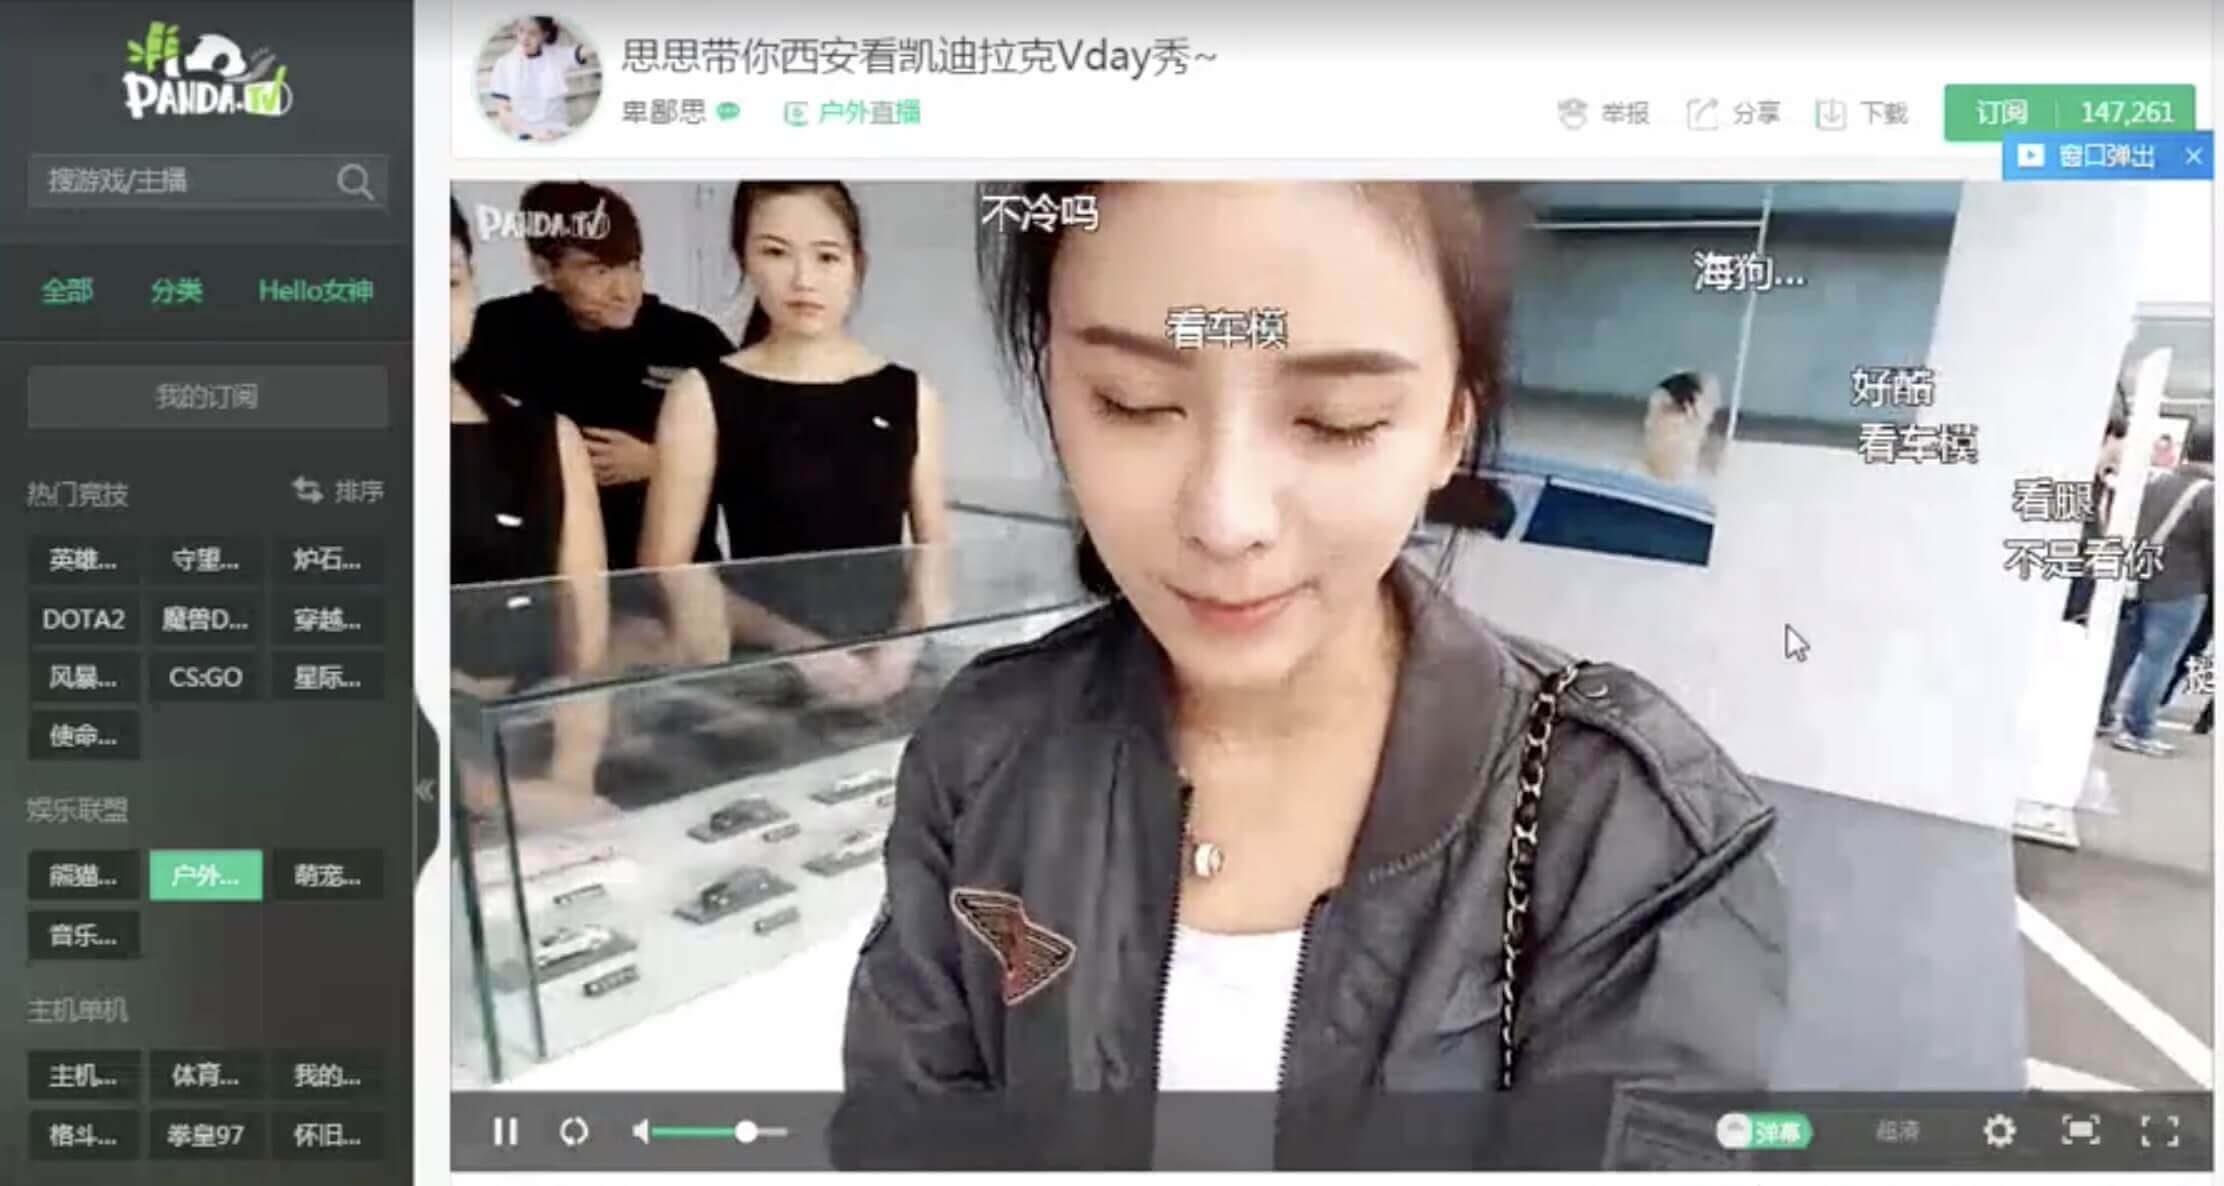 PANDA.TV
搜游戏/主播
全部 分类 Hello女神
我的订阅
热门竞技 排序
英雄... 守望... 炉石...
DOTA2 魔兽D... 穿越...
风暴... CS:GO 星际...
使命...
娱乐联盟
熊猫... 户外... 萌宠...
音乐...
主机单机
主机... 体育... 我的...
格斗... 拳皇97 怀旧...
思思带你西安看凯迪拉克Vday秀~
卑鄙思 户外直播
举报 分享 下载 订阅 147,261
窗口弹出
PANDA.TV
不冷吗
海狗...
看车模
好酷
看车模
看腿
不是看你
弹幕 超清